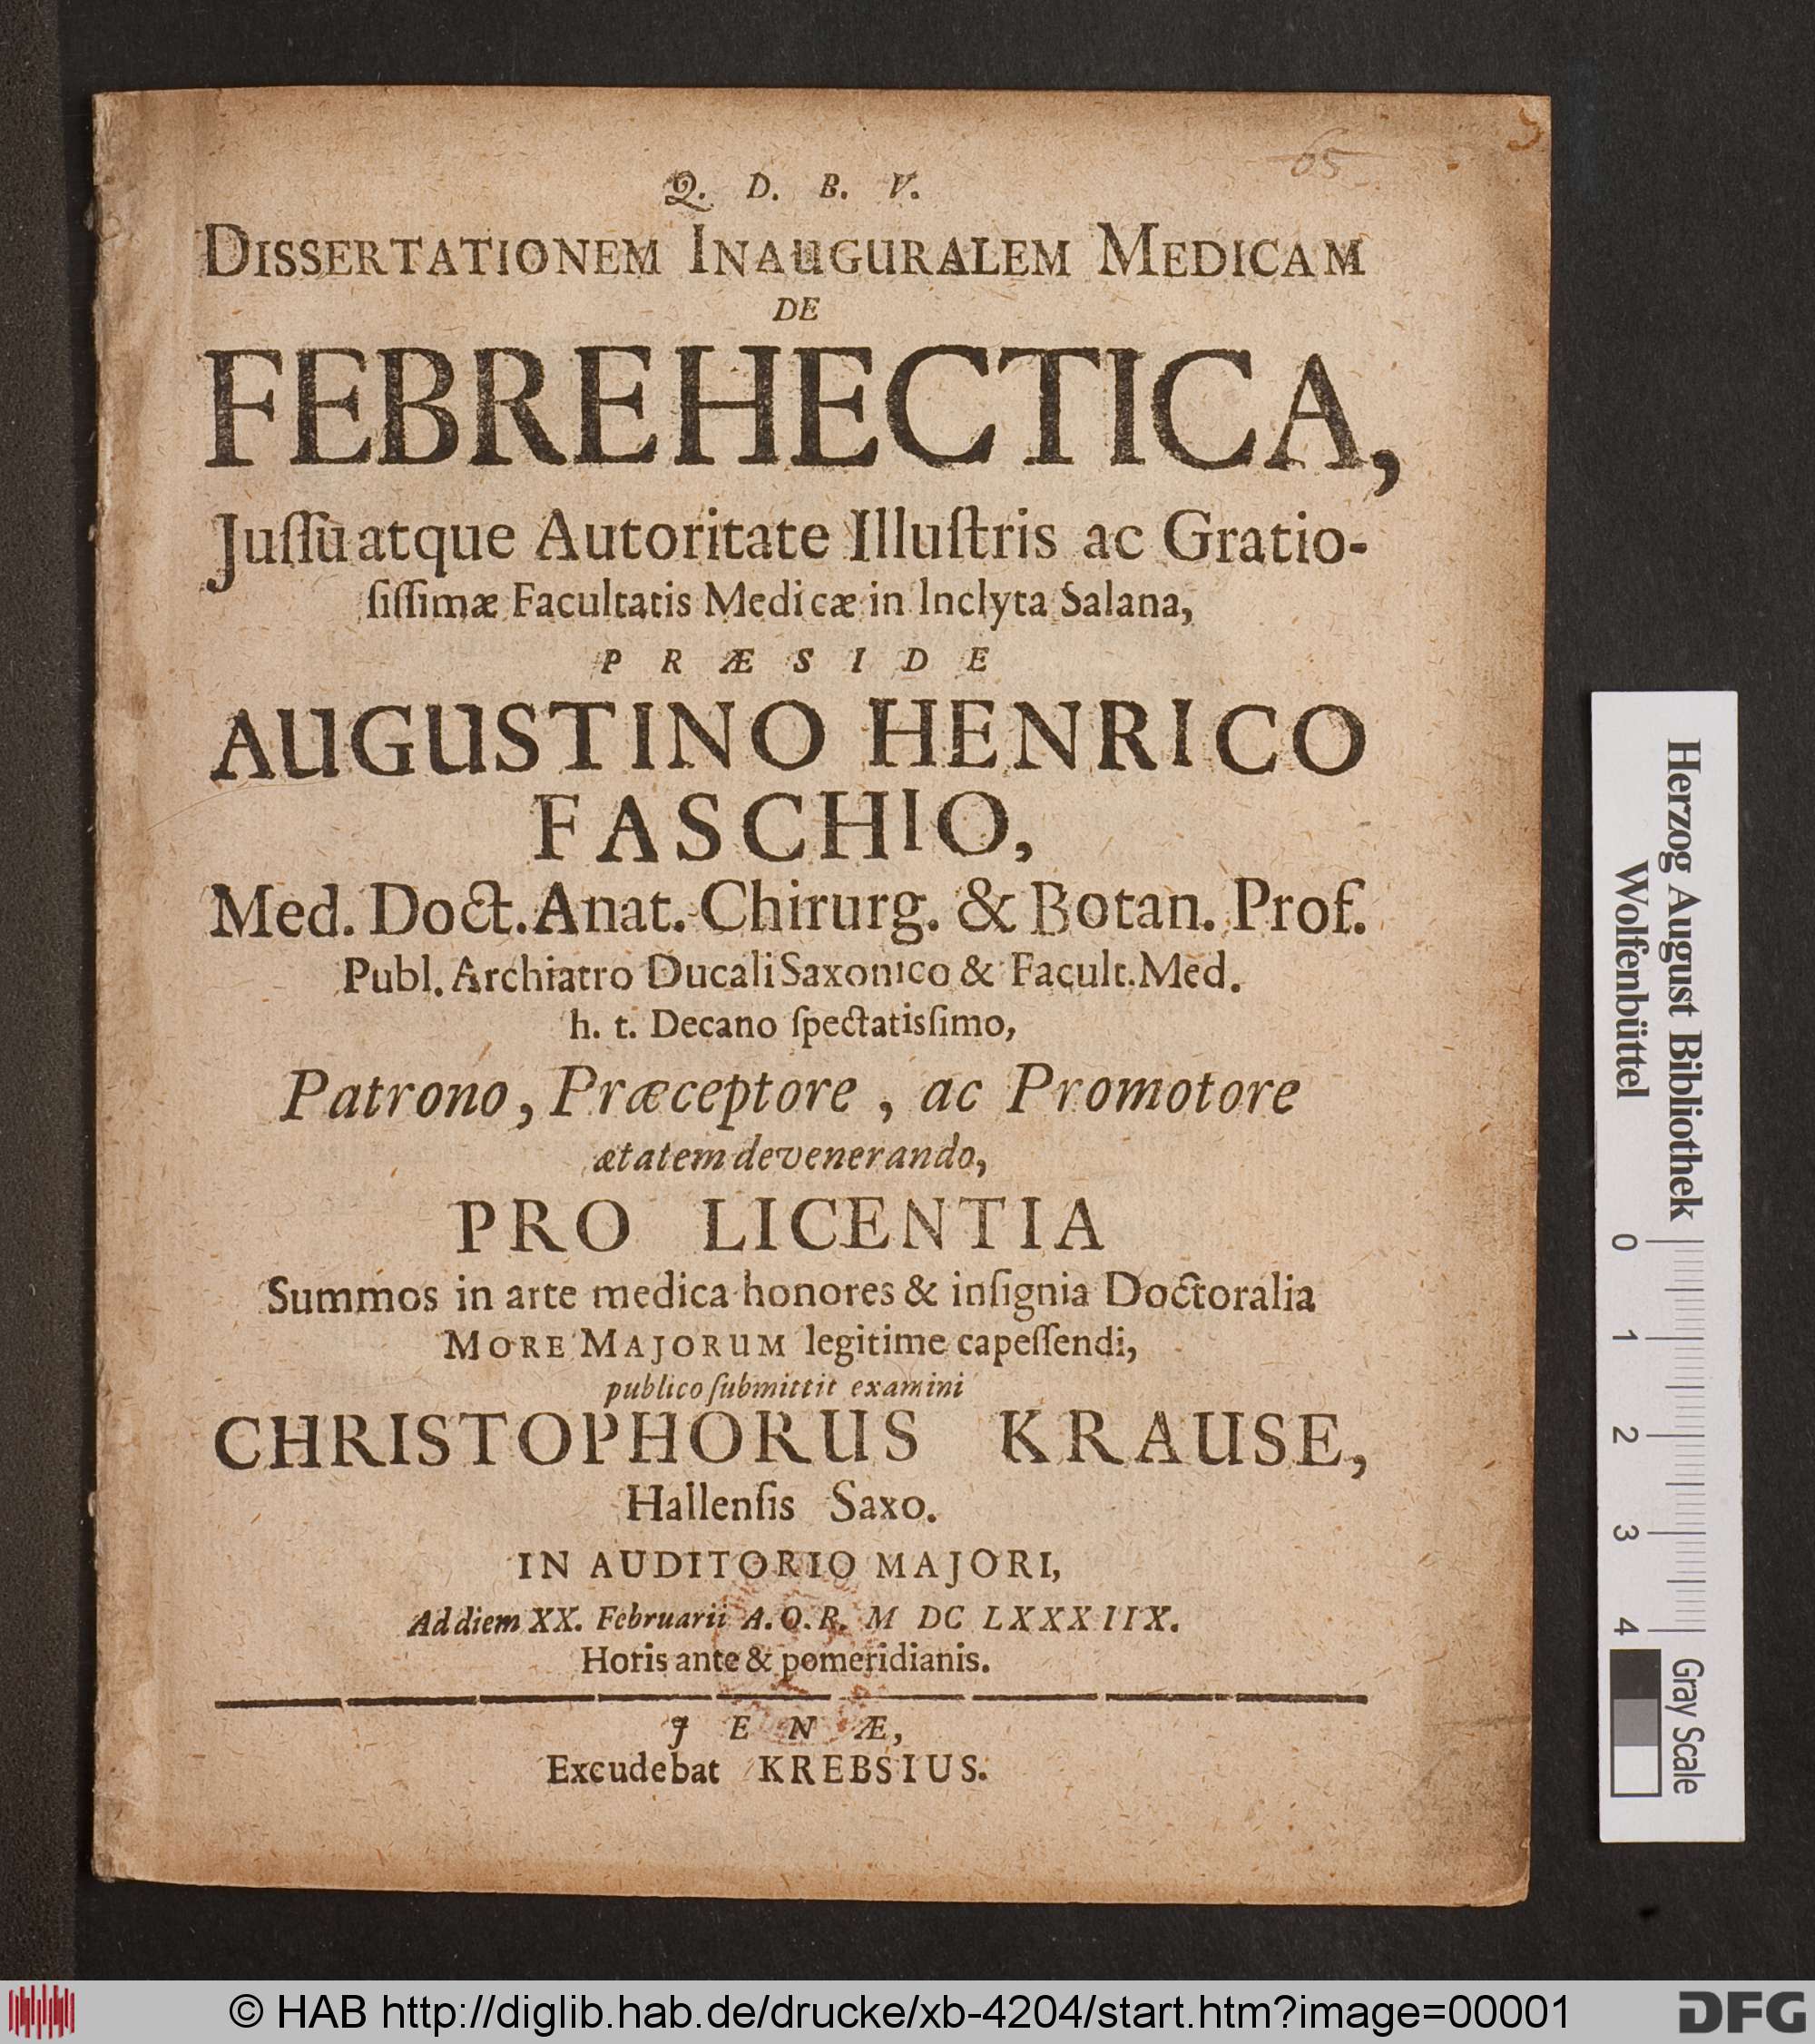 65
Q. D. B. V.
DISSERTATIONEM INAUGURALEM MEDICAM
DE
FEBRE HECTICA,
Juſſu atque Autoritate Illuſtris ac Gratio-
ſiſſimæ Facultatis Medicæ in Inclyta Salana,
PRÆSIDE
AUGUSTINO HENRICO
FASCHIO,
Med. Doct. Anat. Chirurg. & Botan. Prof.
Publ. Archiatro Ducali Saxonico & Facult. Med.
h. t. Decano ſpectatisſimo,
Patrono, Præceptore, ac Promotore
ætatem devenerando,
PRO LICENTIA
Summos in arte medica honores & inſignia Doctoralia
MORE MAJORUM legitime capeſſendi,
publico ſubmittit examini
CHRISTOPHORUS KRAUSE,
Hallenſis Saxo.
IN AUDITORIO MAJORI,
Ad diem XX. Februarii A. O. R. M DC LXXXIIX.
Horis ante & pomeridianis.
JENÆ,
Excudebat KREBSIUS.
Herzog August Bibliothek
Wolfenbüttel
0 1 2 3 4
Gray Scale
© HAB http://diglib.hab.de/drucke/xb-4204/start.htm?image=00001
DFG